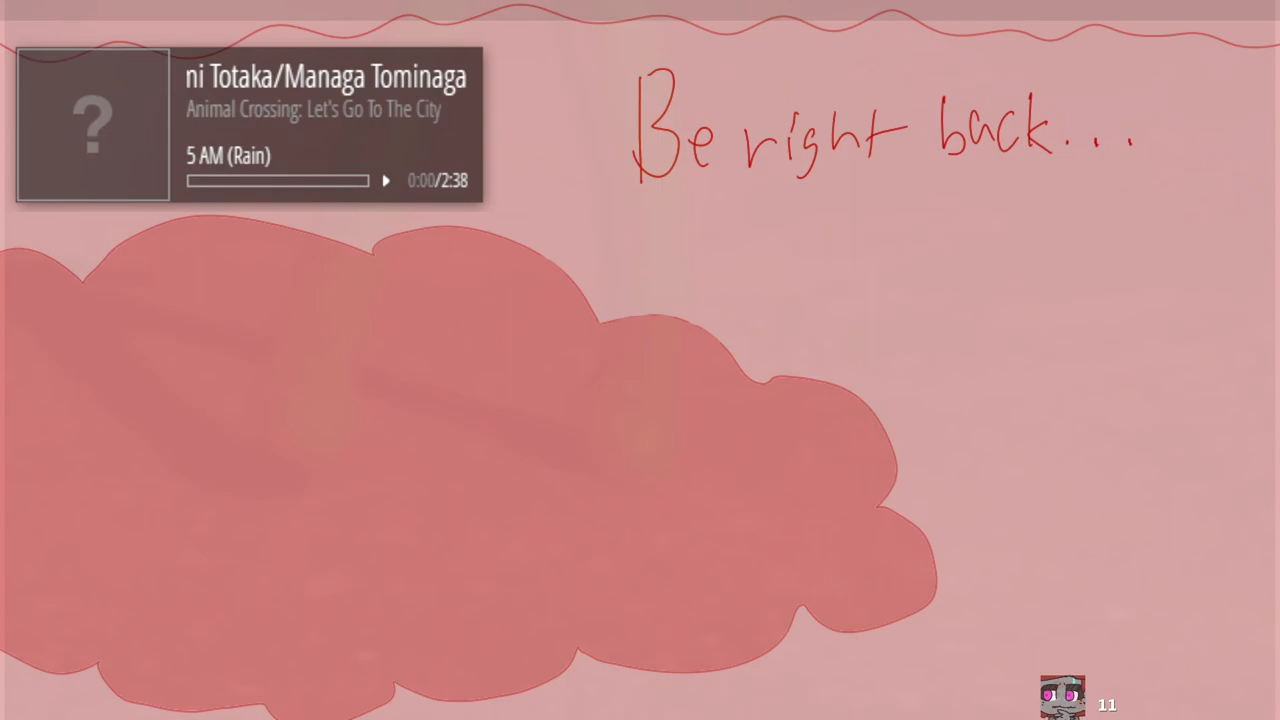 ni Totaka/Managa Tominaga
Animal Crossing: Let's Go To The City
5 AM (Rain)
0:00/2:38
?
Be right back...
11